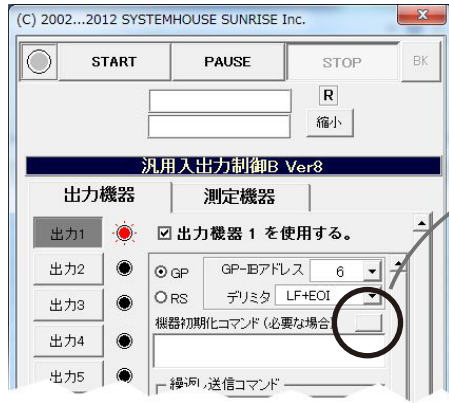 (C) 2002...2012 SYSTEMHOUSE SUNRISE Inc.
START PAUSE STOP BK
R
縮小
汎用入出力制御B Ver8
出力機器 測定機器
出力1 ☑ 出力機器 1 を使用する。
出力2 GP GP-IBアドレス 6
出力3 RS デリミタ LF+EOI
機器初期化コマンド(必要な場合)
出力4
出力5 繰返し送信コマンド